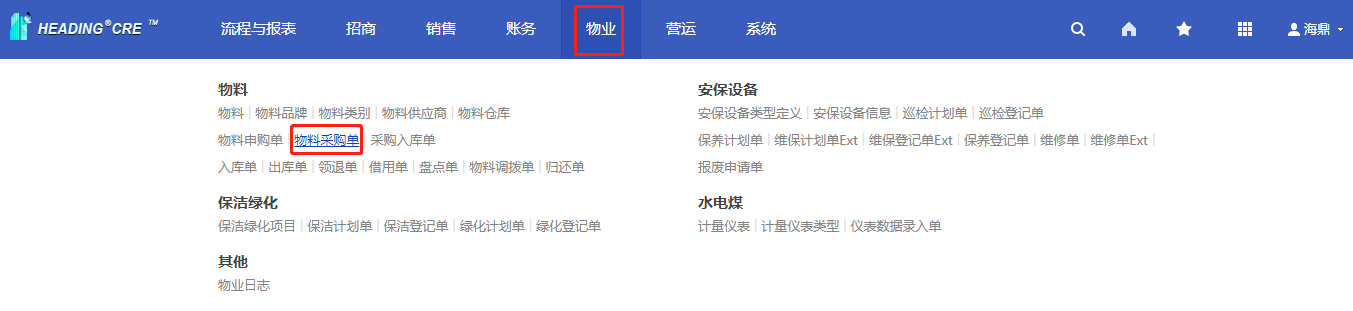 HEADING®CRE ™ 流程与报表 招商 销售 账务 物业 营运 系统 海鼎
物料
物料 | 物料品牌 | 物料类别 | 物料供应商 | 物料仓库
物料申购单 | 物料采购单 | 采购入库单
入库单 | 出库单 | 领退单 | 借用单 | 盘点单 | 物料调拨单 | 归还单
保洁绿化
保洁绿化项目 | 保洁计划单 | 保洁登记单 | 绿化计划单 | 绿化登记单
其他
物业日志
安保设备
安保设备类型定义 | 安保设备信息 | 巡检计划单 | 巡检登记单
保养计划单 | 维保计划单Ext | 维保登记单Ext | 保养登记单 | 维修单 | 维修单Ext |
报废申请单
水电煤
计量仪表 | 计量仪表类型 | 仪表数据录入单